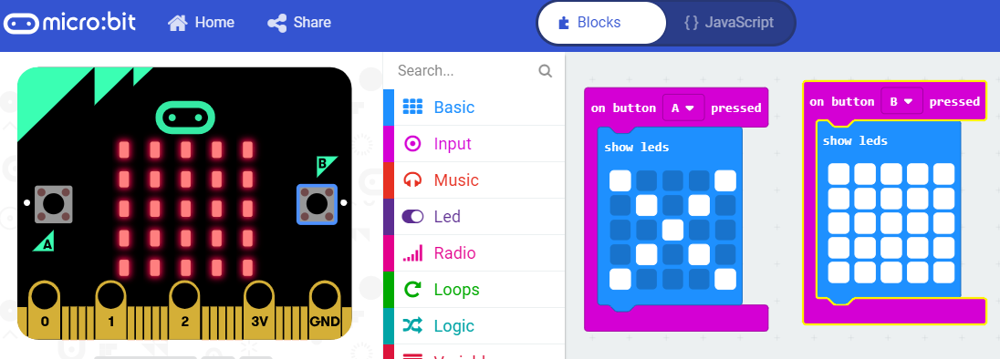 micro:bit Home Share Blocks {} JavaScript
B
A
0 1 2 3V GND
Search...
Basic
Input
Music
Led
Radio
Loops
Logic
on button A pressed
show leds
on button B pressed
show leds